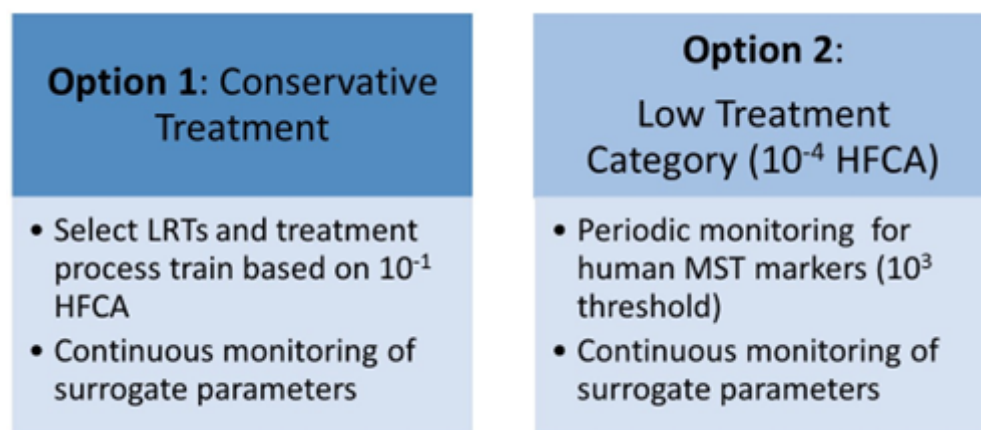 Option 1: Conservative
Treatment
• Select LRTs and treatment
process train based on 10⁻¹
HFCA
• Continuous monitoring of
surrogate parameters
Option 2:
Low Treatment
Category (10⁻⁴ HFCA)
• Periodic monitoring for
human MST markers (10³
threshold)
• Continuous monitoring of
surrogate parameters